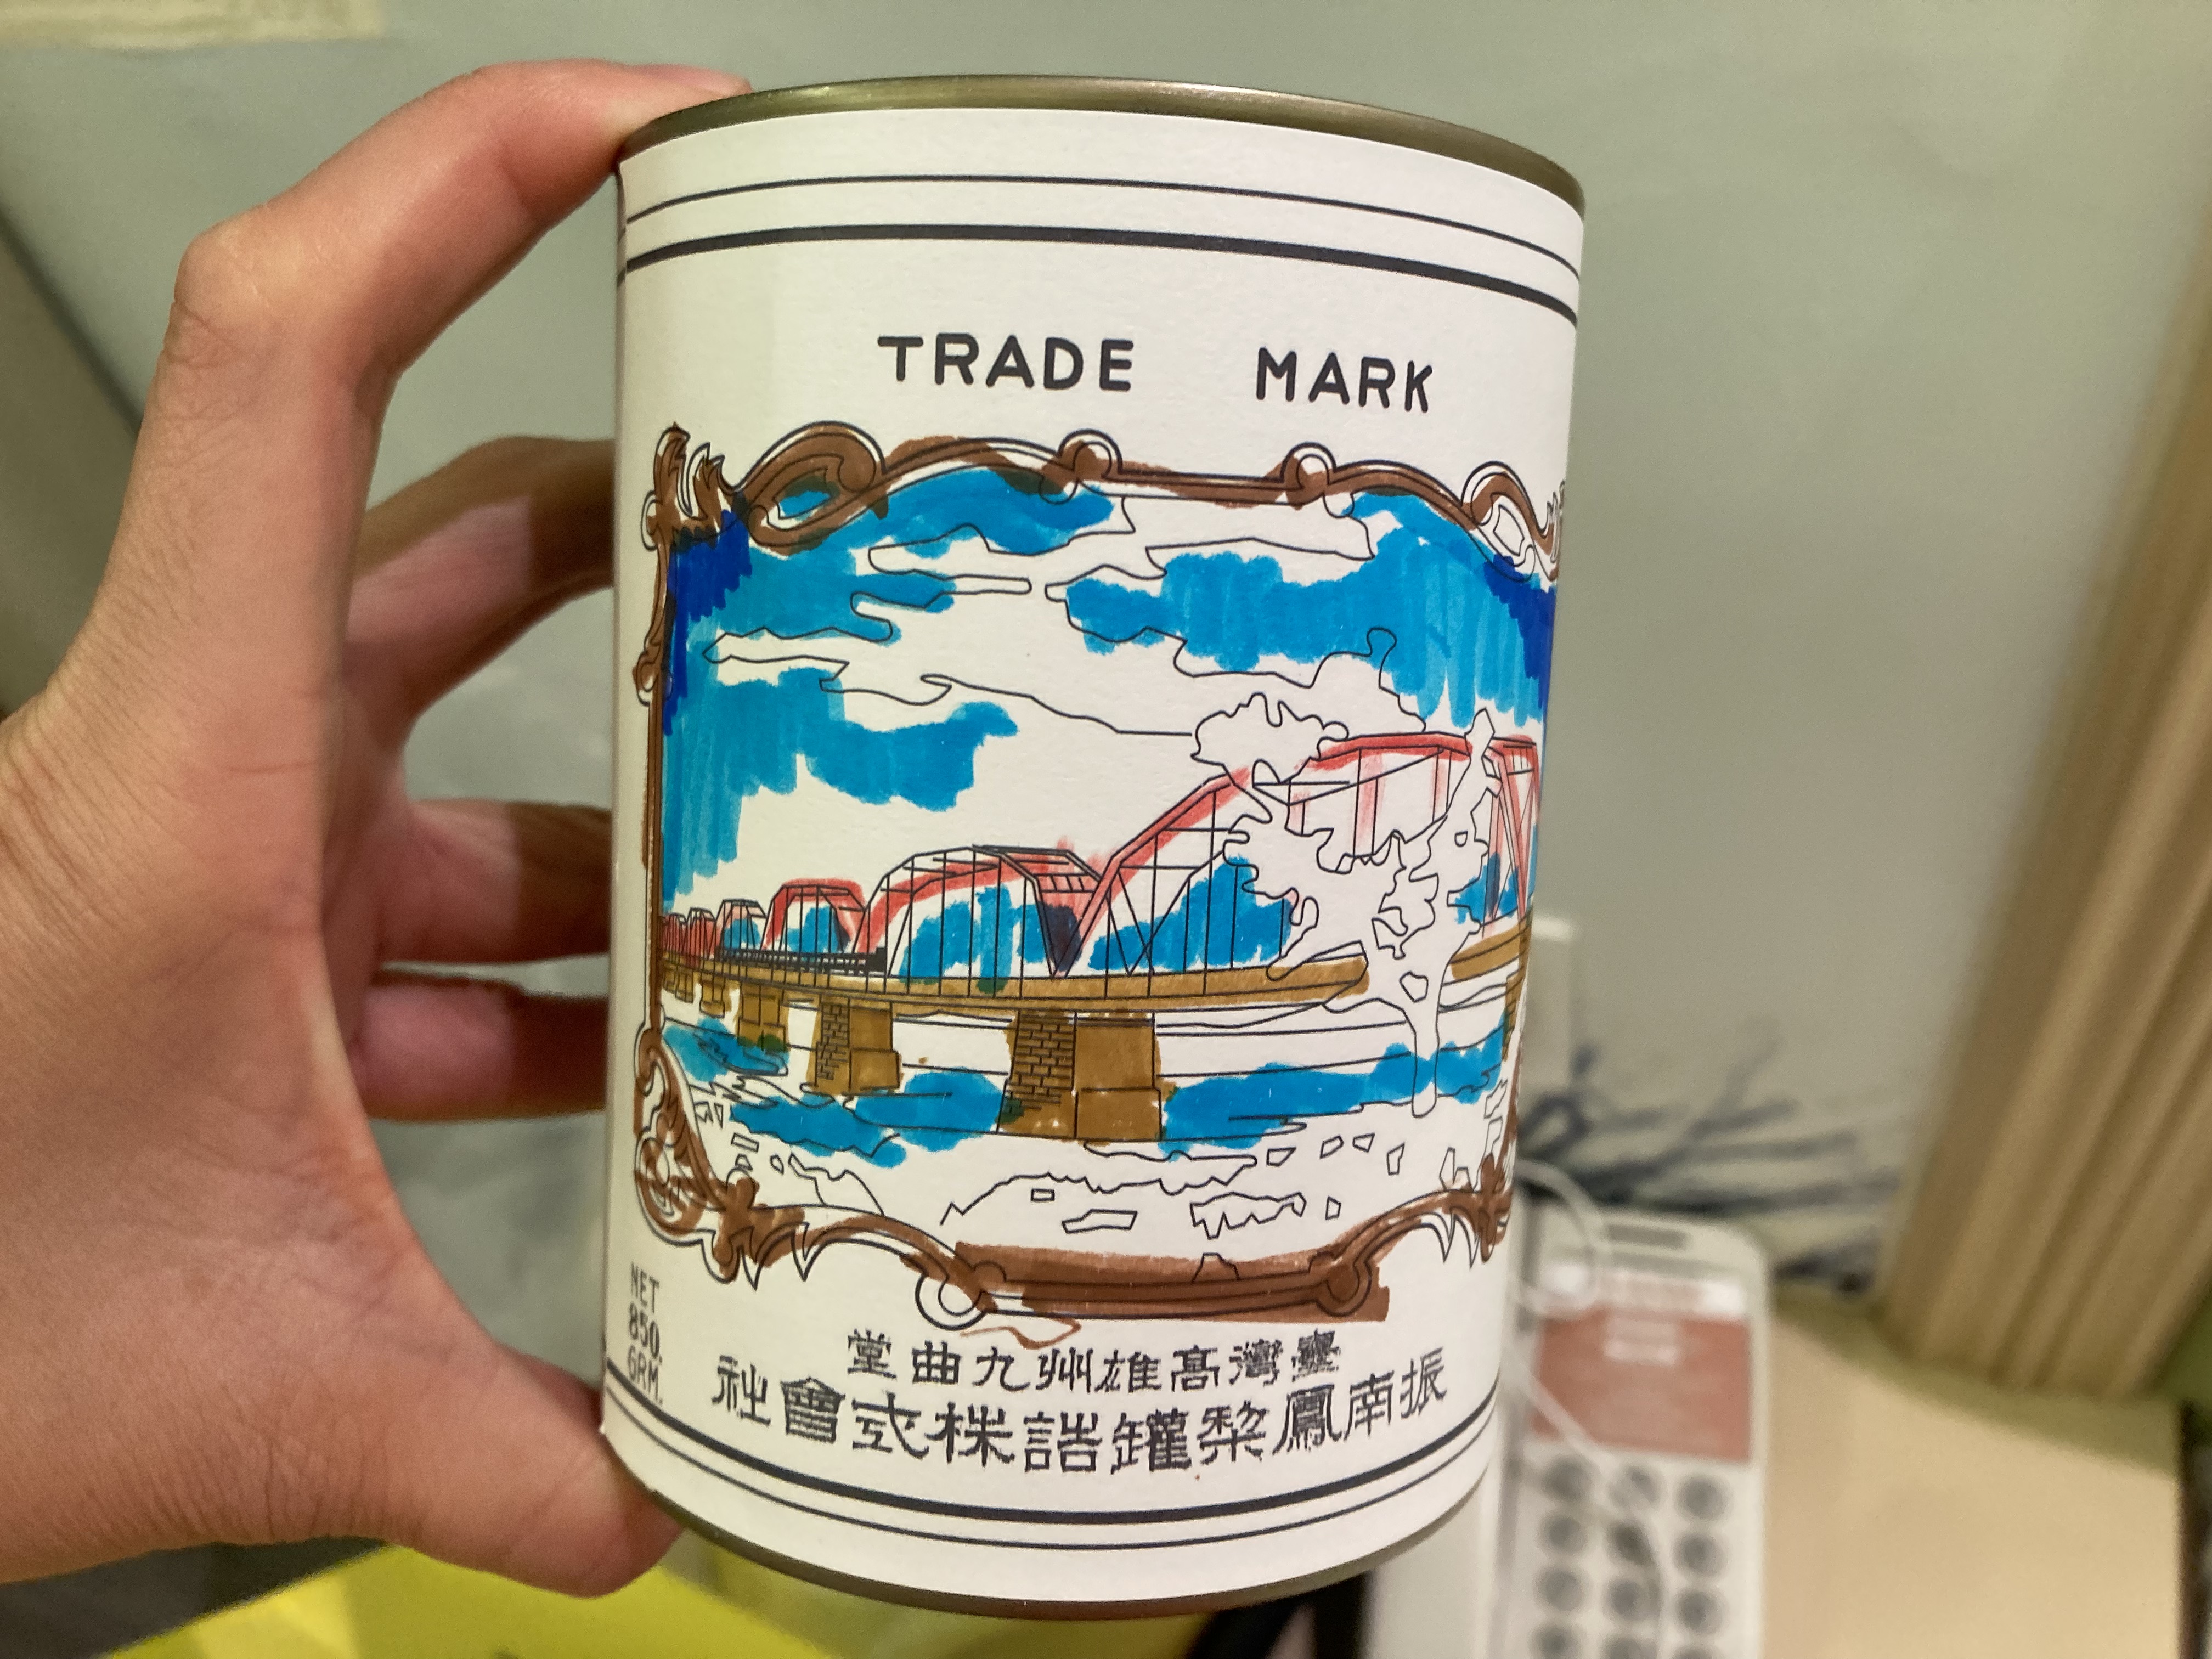 TRADE MARK
NET
850.
GRM.
臺灣高雄州九曲堂
振南鳳梨罐詰株式會社